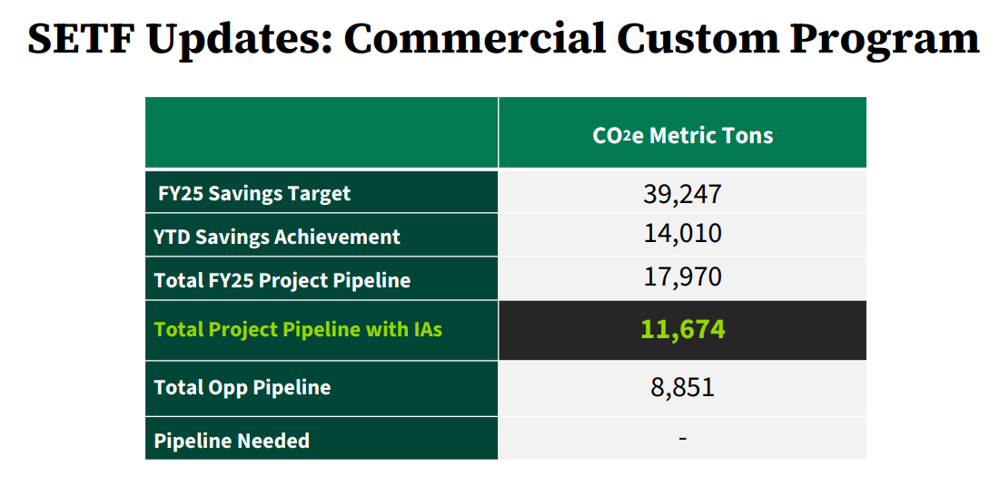 SETF Updates: Commercial Custom Program
CO2e Metric Tons
FY25 Savings Target 39,247
YTD Savings Achievement 14,010
Total FY25 Project Pipeline 17,970
Total Project Pipeline with IAs 11,674
Total Opp Pipeline 8,851
Pipeline Needed -